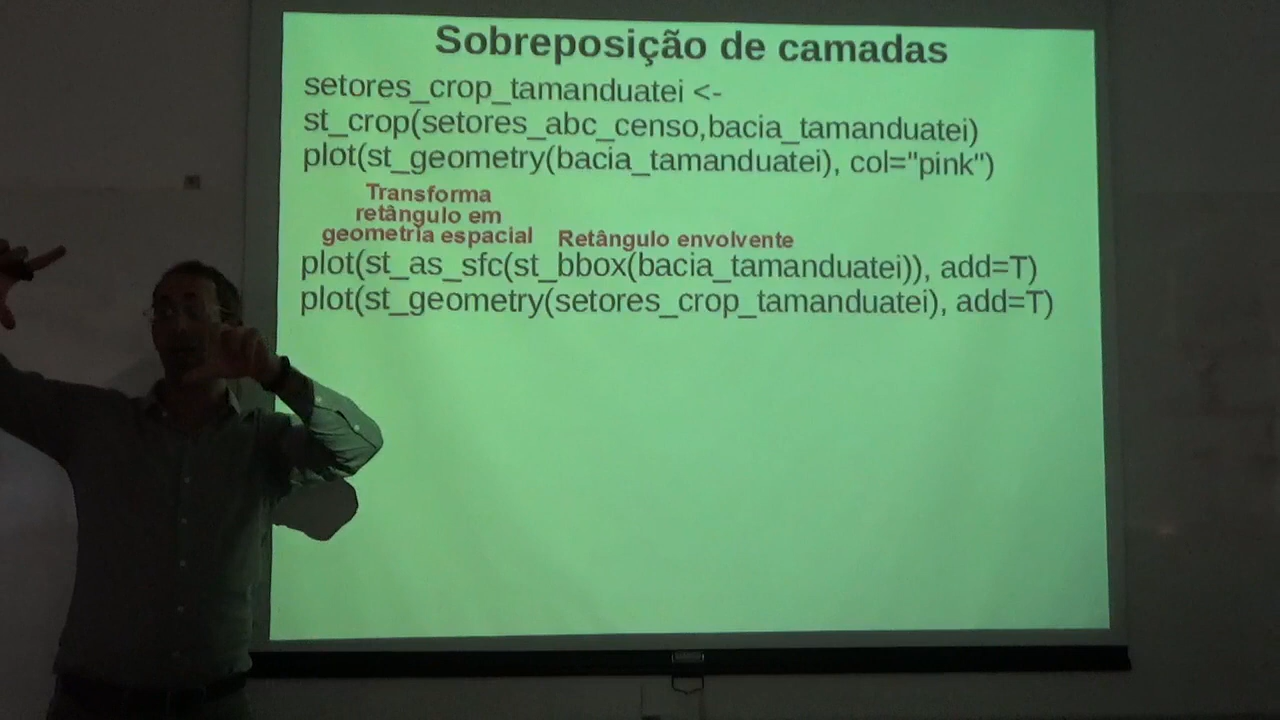 Sobreposição de camadas
setores_crop_tamanduatei <-
st_crop(setores_abc_censo,bacia_tamanduatei)
plot(st_geometry(bacia_tamanduatei), col="pink")
Transforma
retângulo em
geometria espacial
Retângulo envolvente
plot(st_as_sfc(st_bbox(bacia_tamanduatei)), add=T)
plot(st_geometry(setores_crop_tamanduatei), add=T)